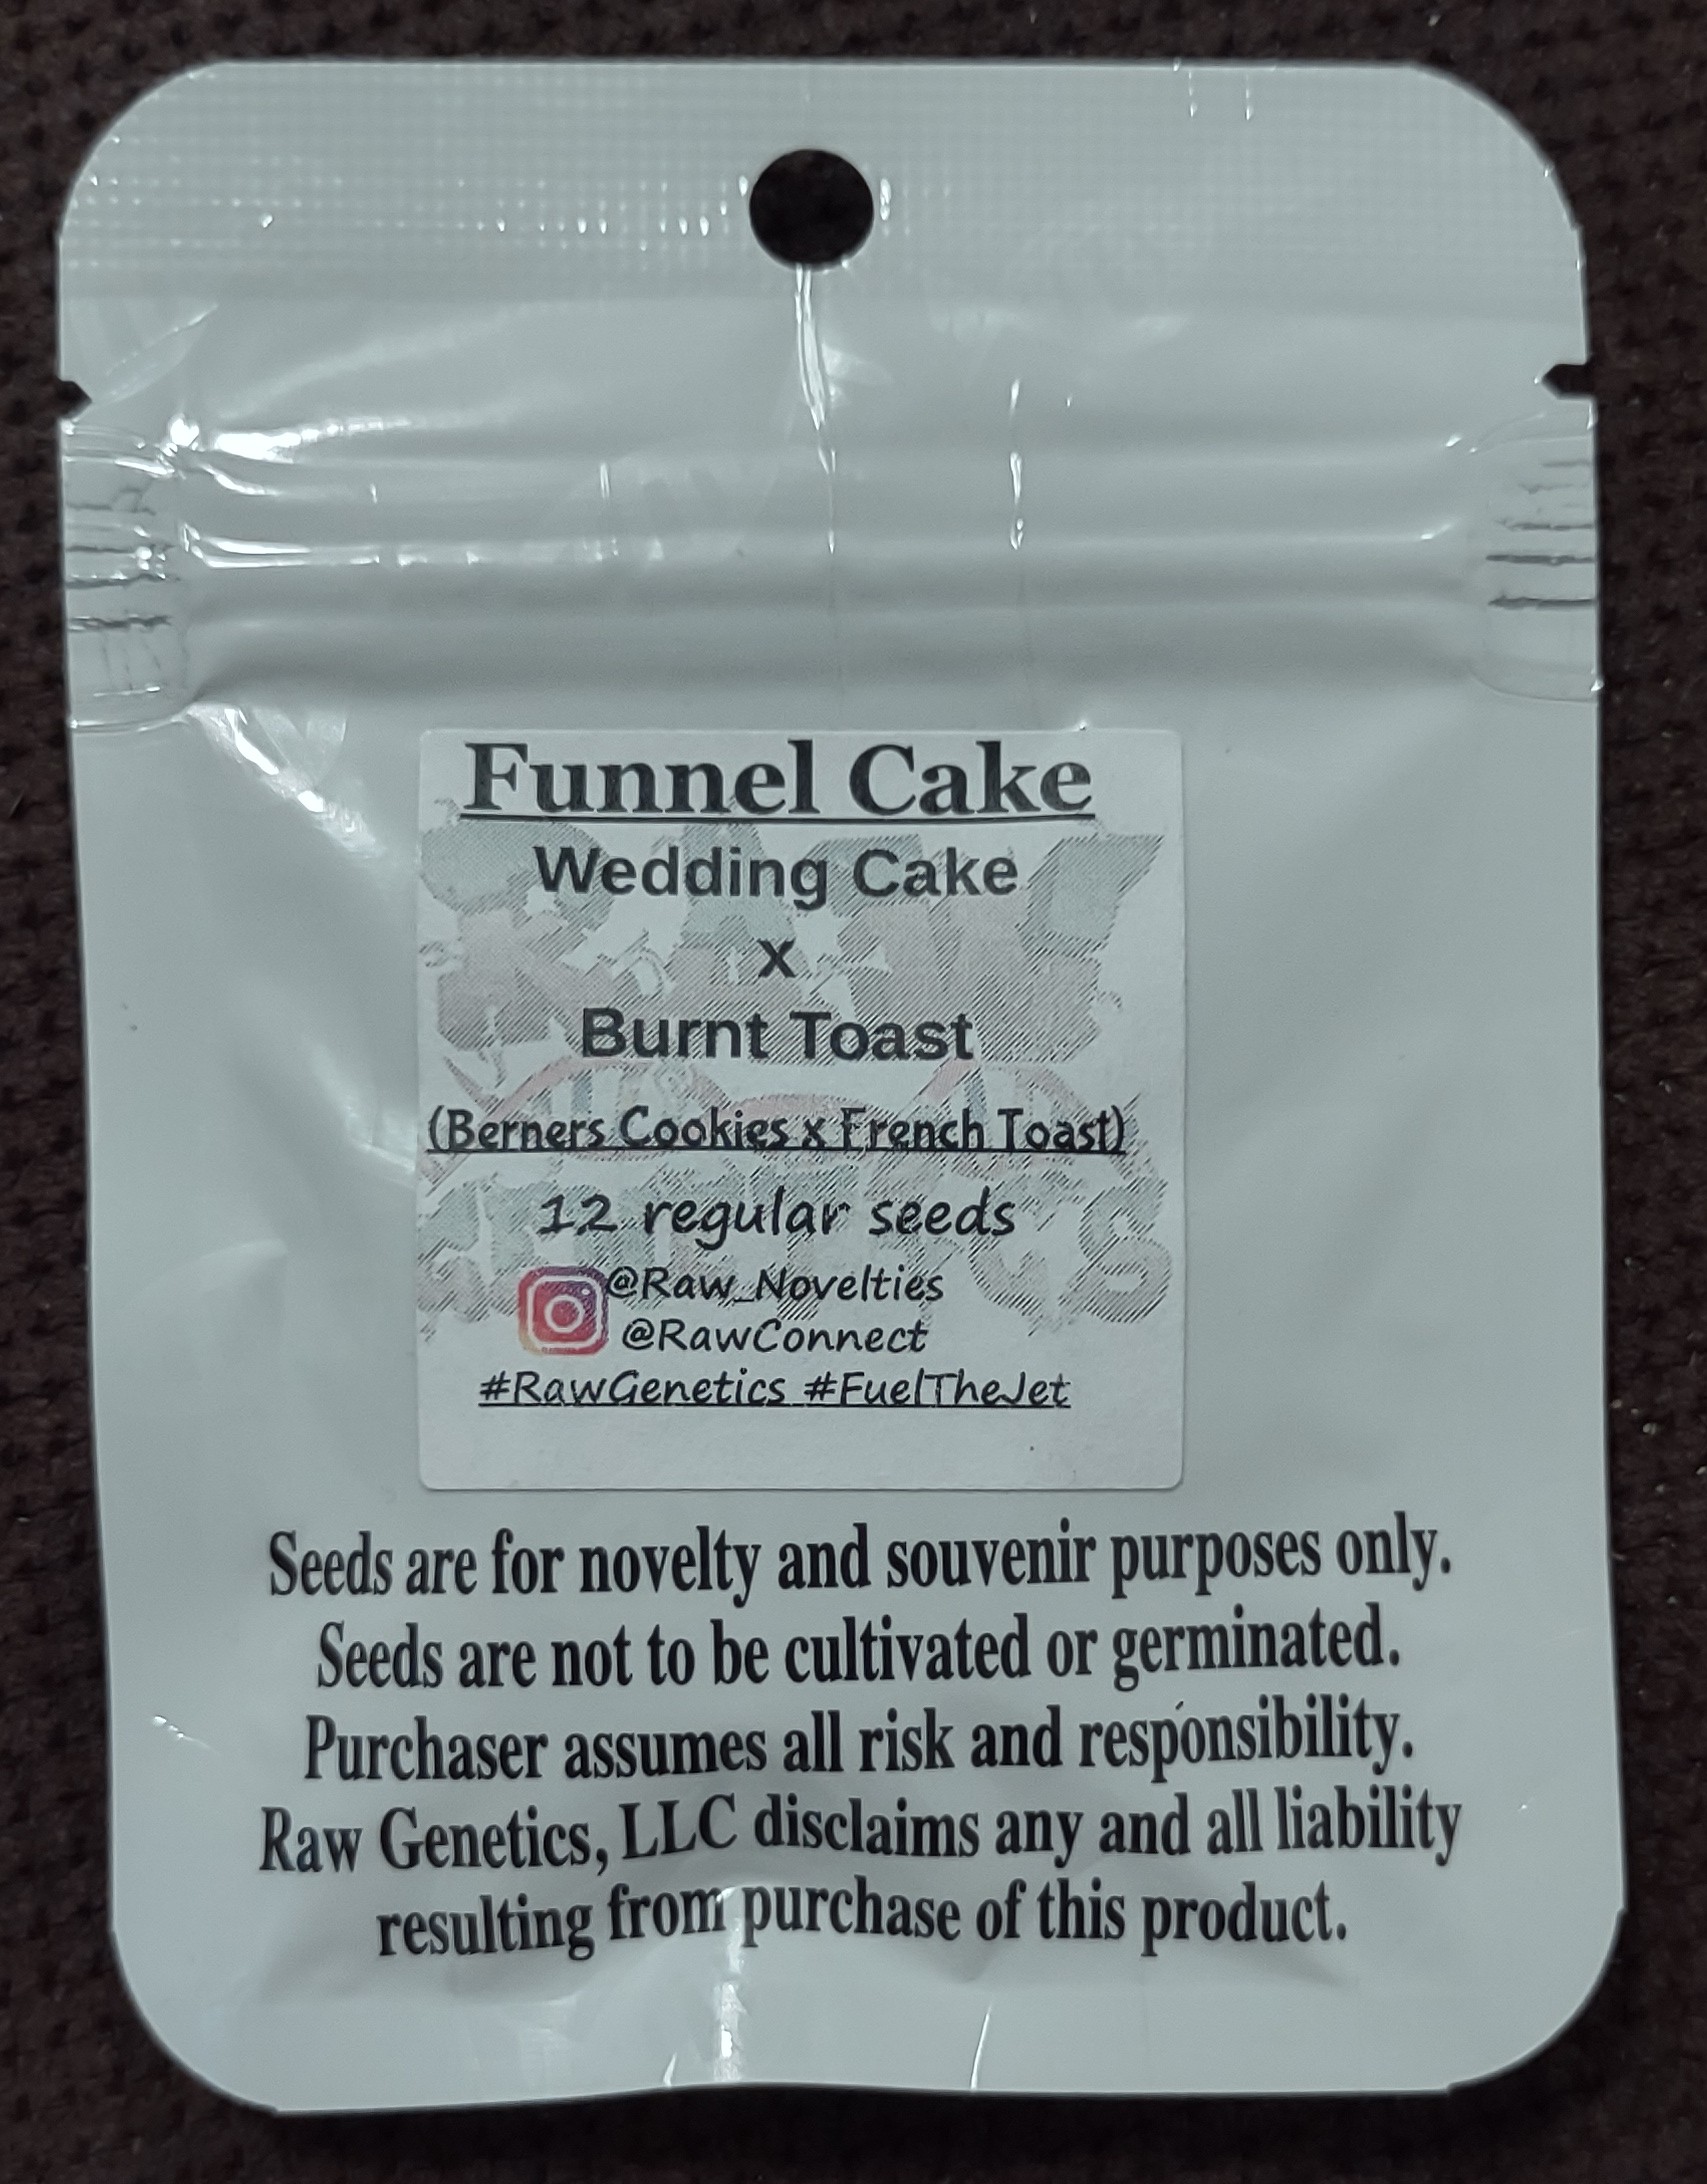 Funnel Cake
Wedding Cake
x
Burnt Toast
(Berners Cookies x French Toast)
12 regular seeds
@Raw_Novelties
@RawConnect
#RawGenetics #FuelTheJet
RAW
GENETICS
Seeds are for novelty and souvenir purposes only.
Seeds are not to be cultivated or germinated.
Purchaser assumes all risk and responsibility.
Raw Genetics, LLC disclaims any and all liability
resulting from purchase of this product.